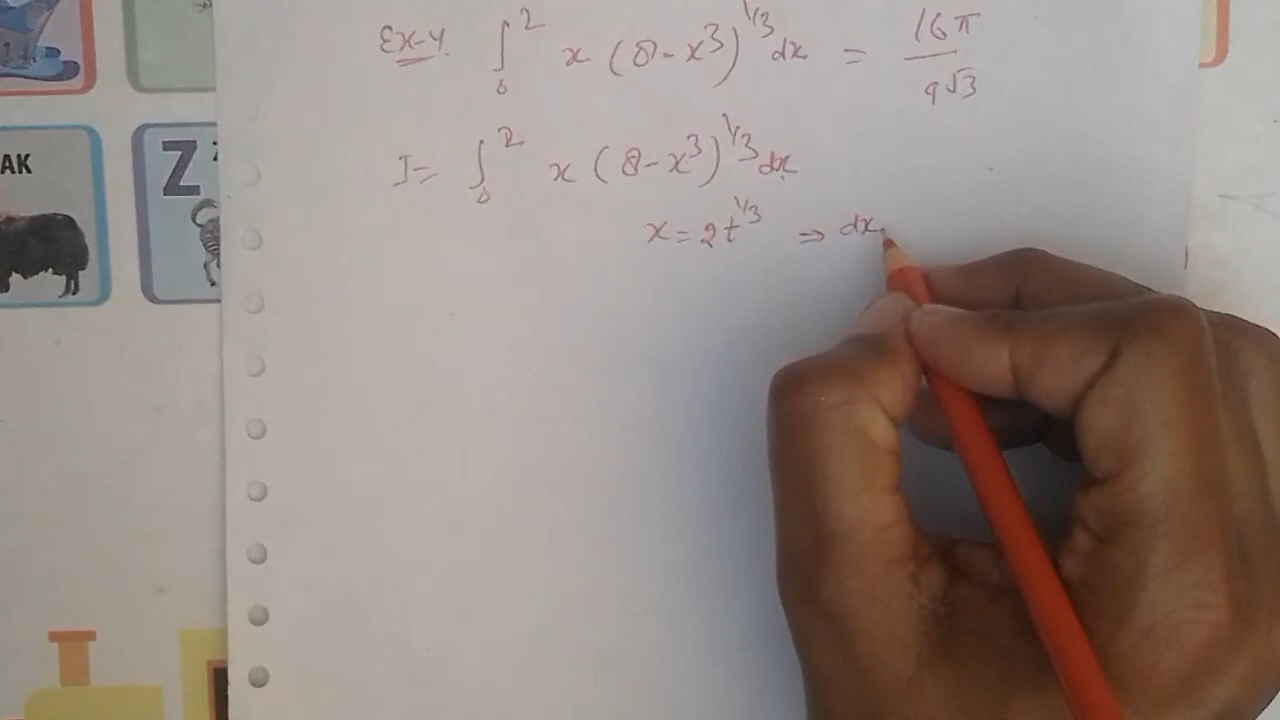 Ex-4. ∫₀² x (8-x³)^1/3 dx = 16π / 9√3
AK
Z
I = ∫₀² x (8-x³)^1/3 dx
x = 2t^1/3 ⇒ dx